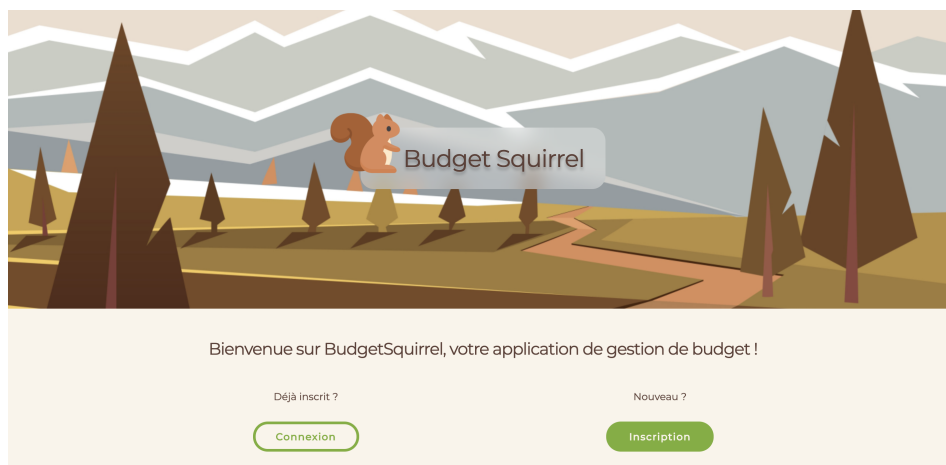 Budget Squirrel
Bienvenue sur BudgetSquirrel, votre application de gestion de budget !
Déjà inscrit ?
Nouveau ?
Connexion
Inscription